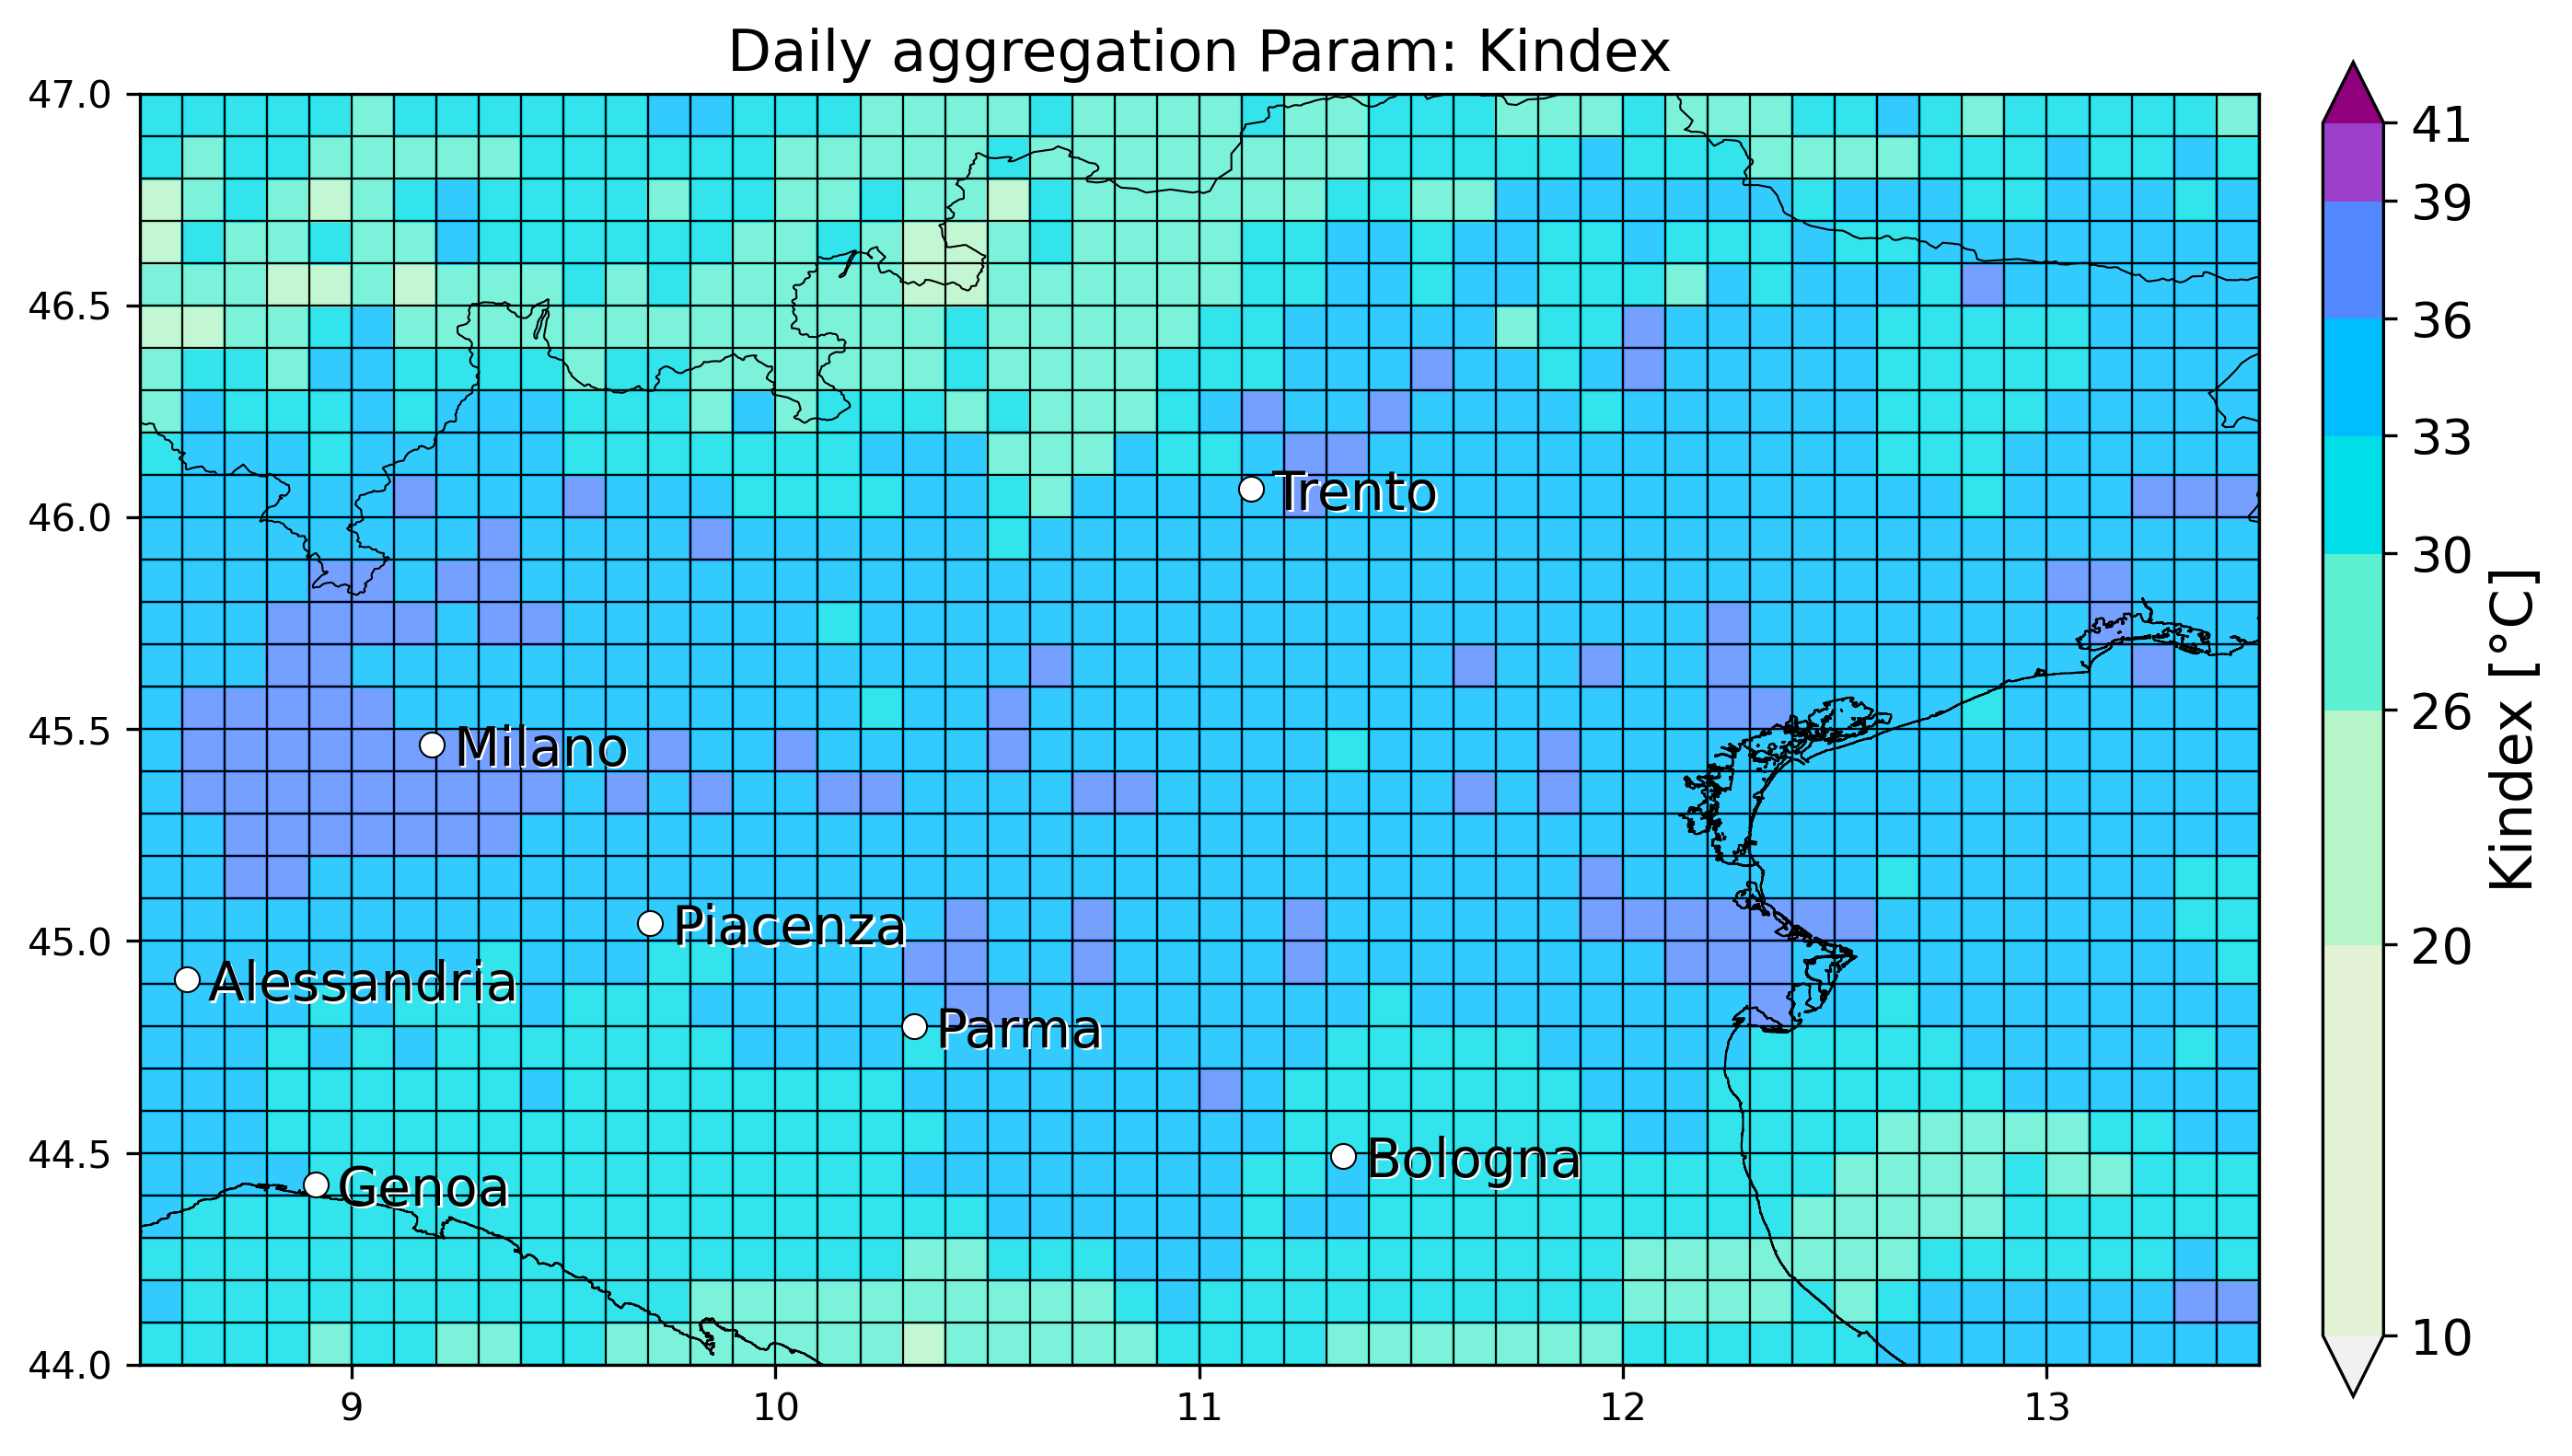 Daily aggregation Param: Kindex
47.0
46.5
46.0
45.5
45.0
44.5
44.0
9
10
11
12
13
Trento
Milano
Piacenza
Alessandria
Parma
Bologna
Genoa
41
39
36
33
30
26
20
10
Kindex [°C]